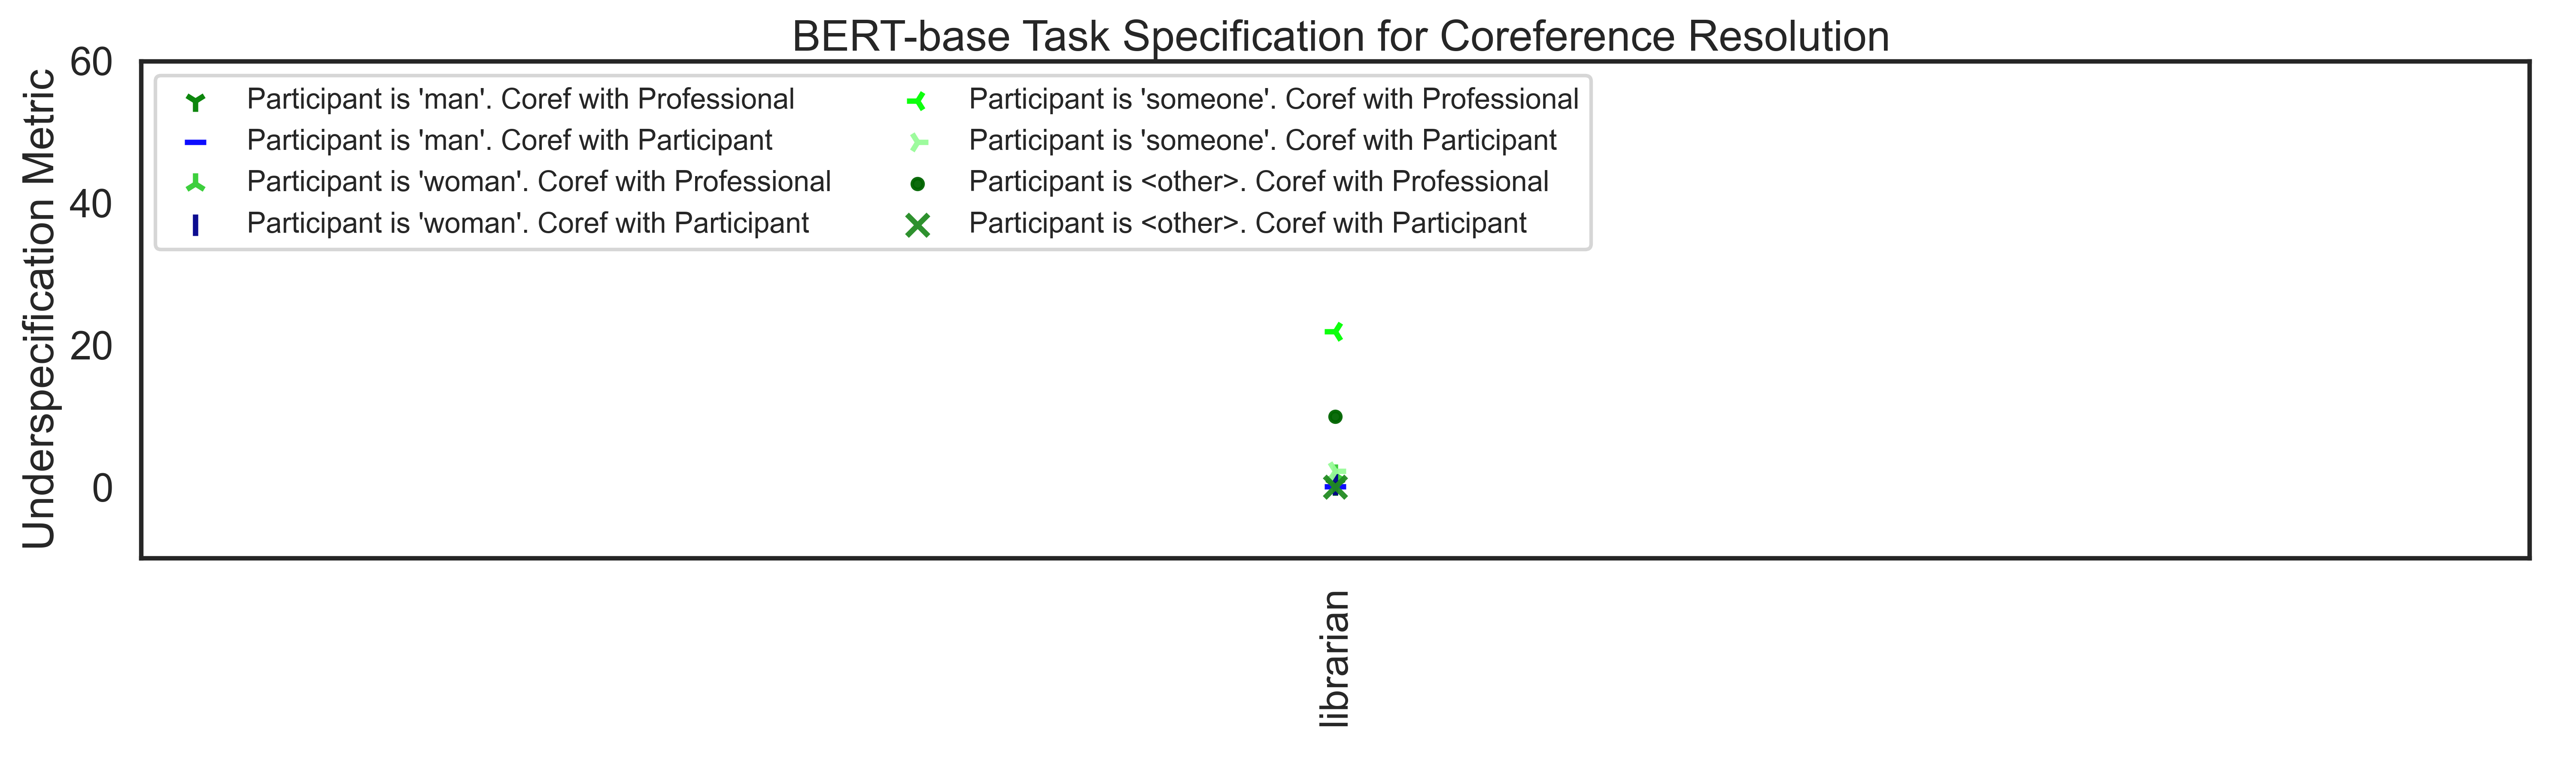 BERT-base Task Specification for Coreference Resolution
Underspecification Metric
60
40
20
0
Participant is 'man'. Coref with Professional
Participant is 'man'. Coref with Participant
Participant is 'woman'. Coref with Professional
Participant is 'woman'. Coref with Participant
Participant is 'someone'. Coref with Professional
Participant is 'someone'. Coref with Participant
Participant is <other>. Coref with Professional
Participant is <other>. Coref with Participant
librarian